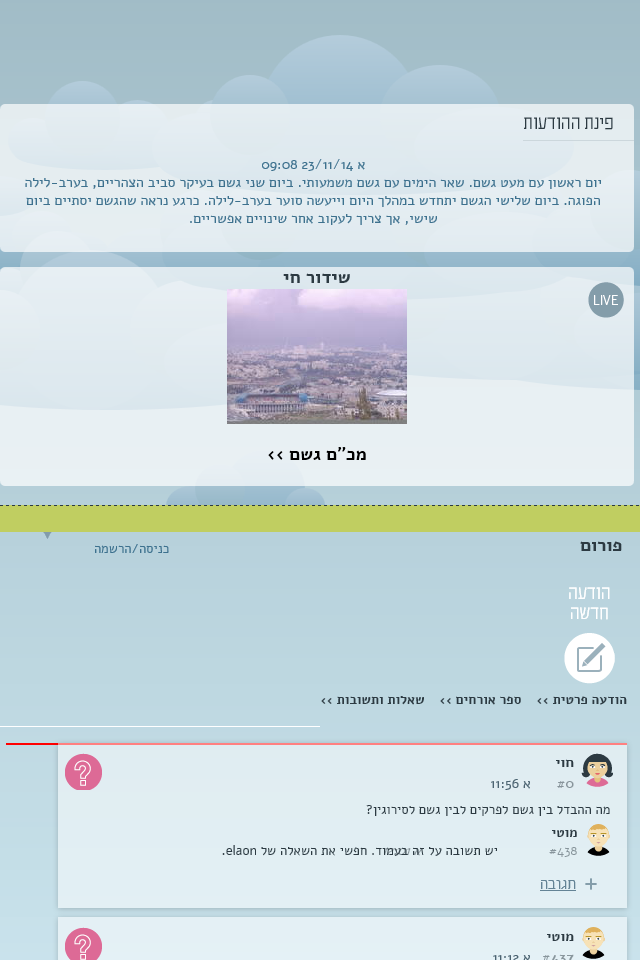 פינת ההודעות
א 23/11/14 09:08
יום ראשון עם מעט גשם. שאר הימים עם גשם משמעותי. ביום שני גשם בעיקר סביב הצהריים, בערב-לילה
הפוגה. ביום שלישי הגשם יתחדש במהלך היום וייעשה סוער בערב-לילה. כרגע נראה שהגשם יסתיים ביום
שישי, אך צריך לעקוב אחר שינויים אפשריים.
שידור חי
LIVE
מכ"ם גשם >>
פורום
כניסה/הרשמה
הודעה
חדשה
הודעה פרטית >>
ספר אורחים >>
שאלות ותשובות >>
חוי
#0
א 11:56
מה ההבדל בין גשם לפרקים לבין גשם לסירוגין?
מוטי
#438
יש תשובה על זה בעמוד. חפשי את השאלה של elaon.
תגרבה
מוטי
#437
א 11:12